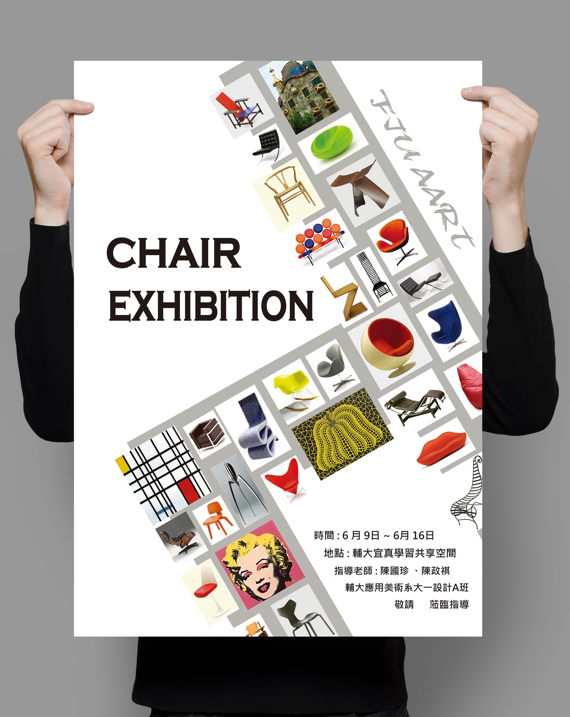 FJU AART
CHAIR
EXHIBITION
時間 : 6 月 9日 ~ 6月 16日
地點 : 輔大宜真學習共享空間
指導老師 : 陳國珍 、陳政祺
輔大應用美術系大一設計A班
敬請 蒞臨指導